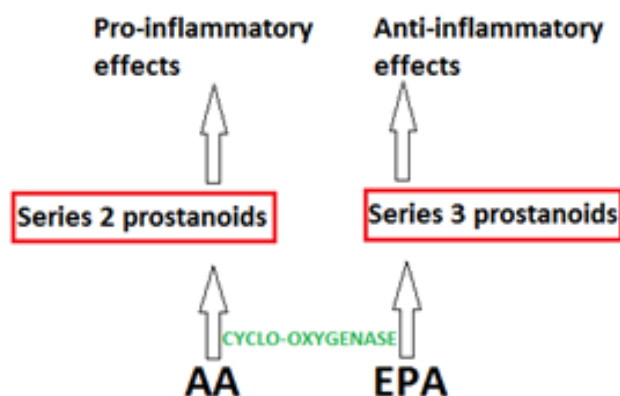 Pro-inflammatory effects
Anti-inflammatory effects
Series 2 prostanoids
Series 3 prostanoids
CYCLO-OXYGENASE
AA
EPA